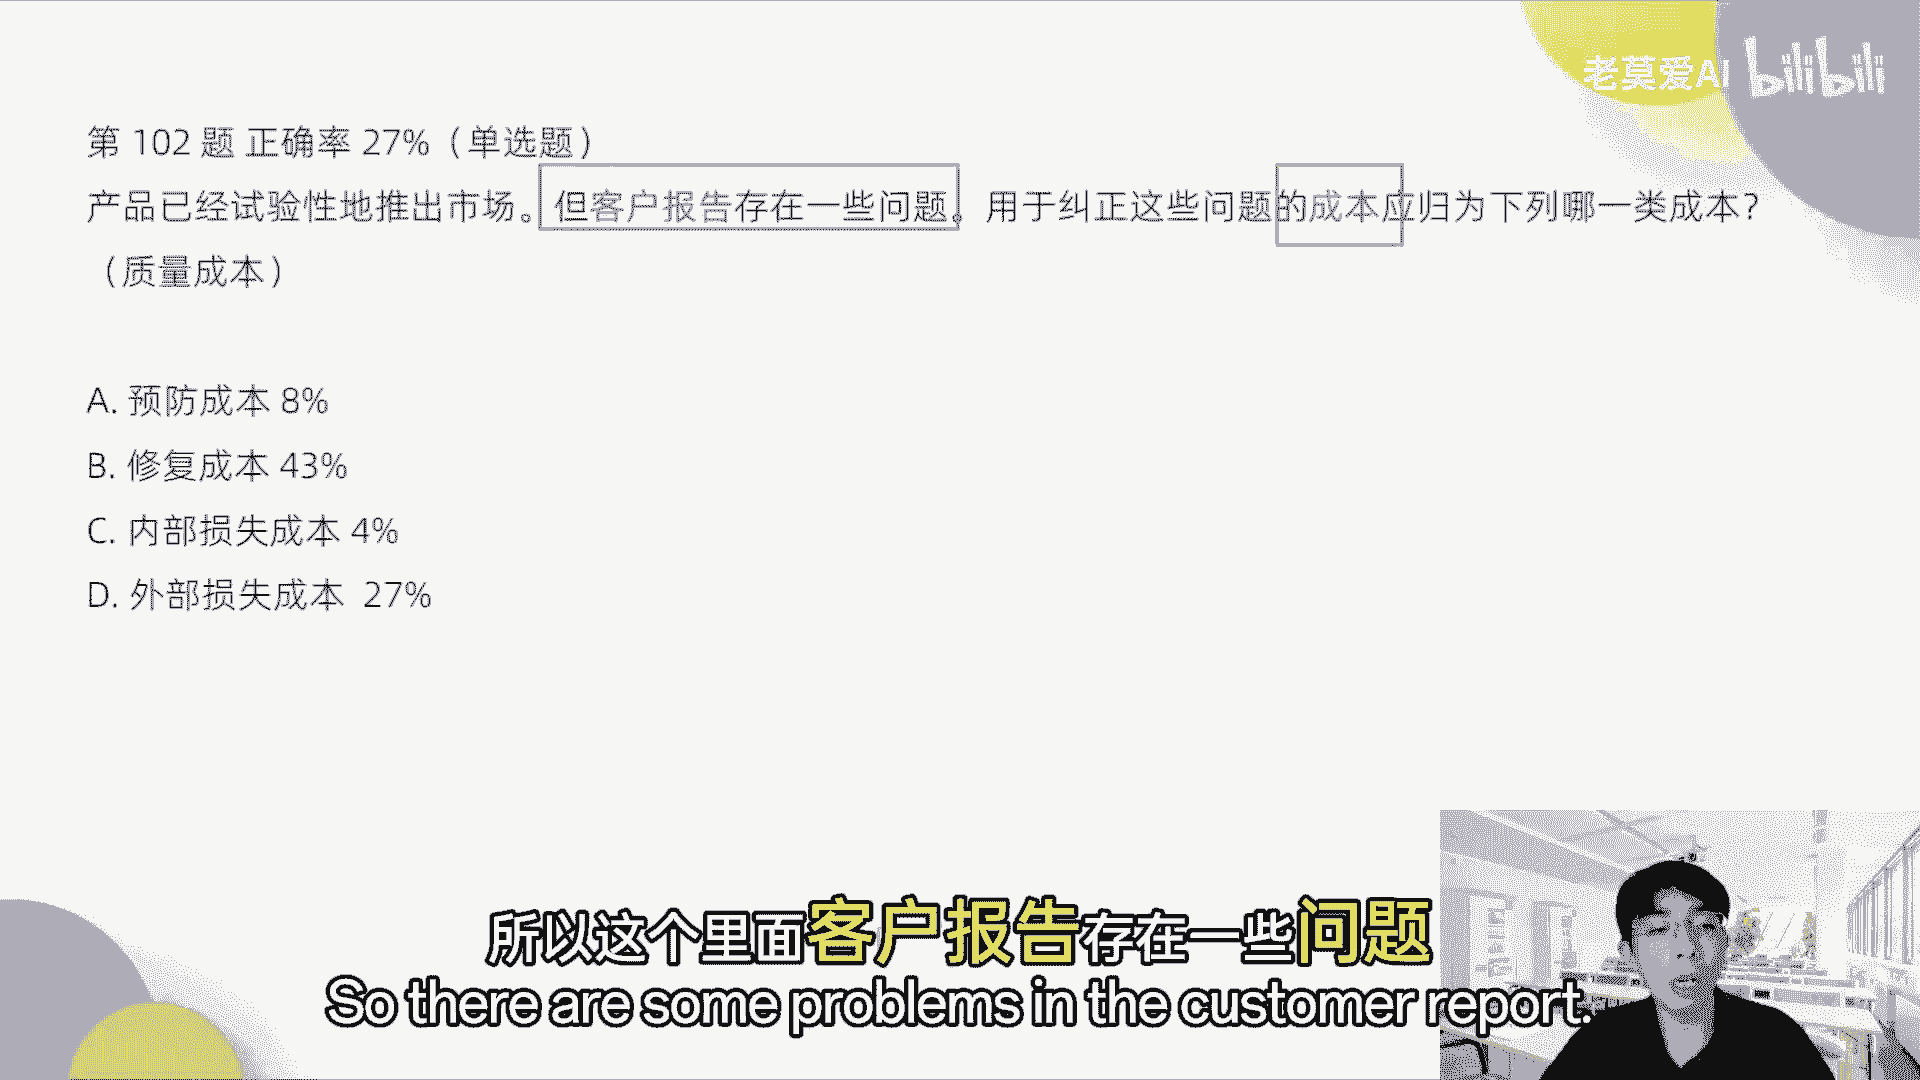 老莫爱AI bilibili
第 102 题 正确率 27%（单选题）
产品已经试验性地推出市场。但客户报告存在一些问题。用于纠正这些问题的成本应归为下列哪一类成本？
（质量成本）
A. 预防成本 8%
B. 修复成本 43%
C. 内部损失成本 4%
D. 外部损失成本 27%
所以这个里面客户报告存在一些问题
So there are some problems in the customer report.